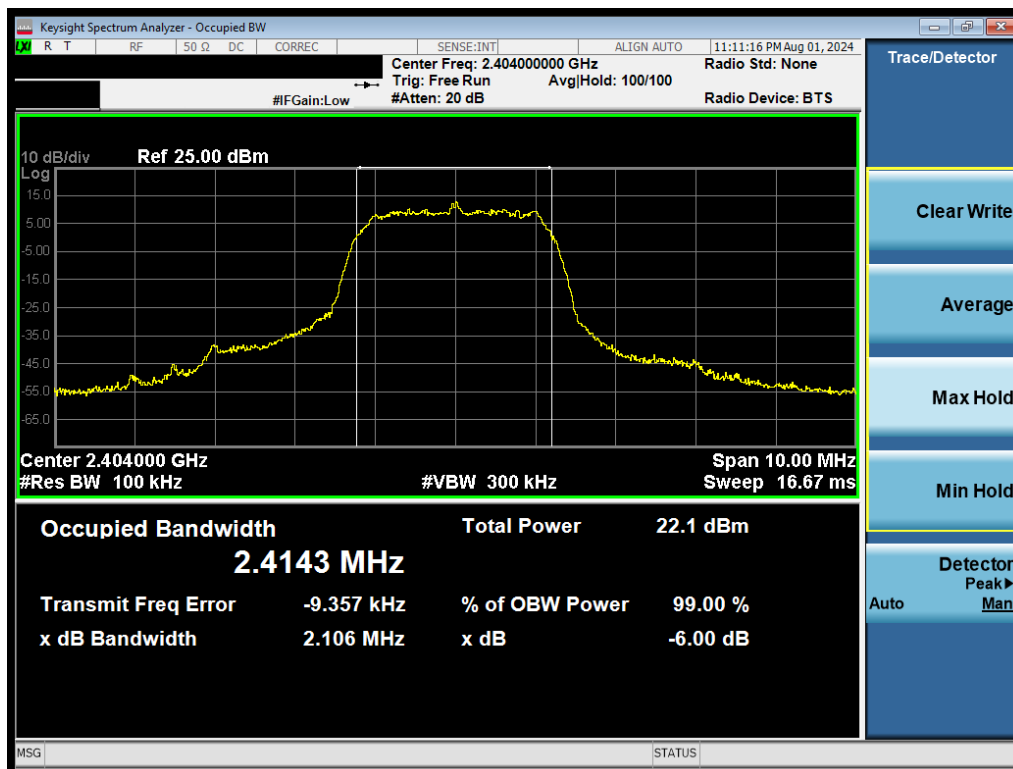 Keysight Spectrum Analyzer - Occupied BW
LXI R T RF 50 Ω DC CORREC SENSE:INT ALIGN AUTO 11:11:16 PM Aug 01, 2024
Center Freq: 2.404000000 GHz Radio Std: None
Trig: Free Run Avg|Hold: 100/100
#IFGain:Low #Atten: 20 dB Radio Device: BTS
10 dB/div Ref 25.00 dBm
Log
15.0
5.00
-5.00
-15.0
-25.0
-35.0
-45.0
-55.0
-65.0
Center 2.404000 GHz Span 10.00 MHz
#Res BW 100 kHz #VBW 300 kHz Sweep 16.67 ms
Occupied Bandwidth Total Power 22.1 dBm
2.4143 MHz
Transmit Freq Error -9.357 kHz % of OBW Power 99.00 %
x dB Bandwidth 2.106 MHz x dB -6.00 dB
MSG STATUS
Trace/Detector
Clear Write
Average
Max Hold
Min Hold
Detector
Peak▶
Auto Man